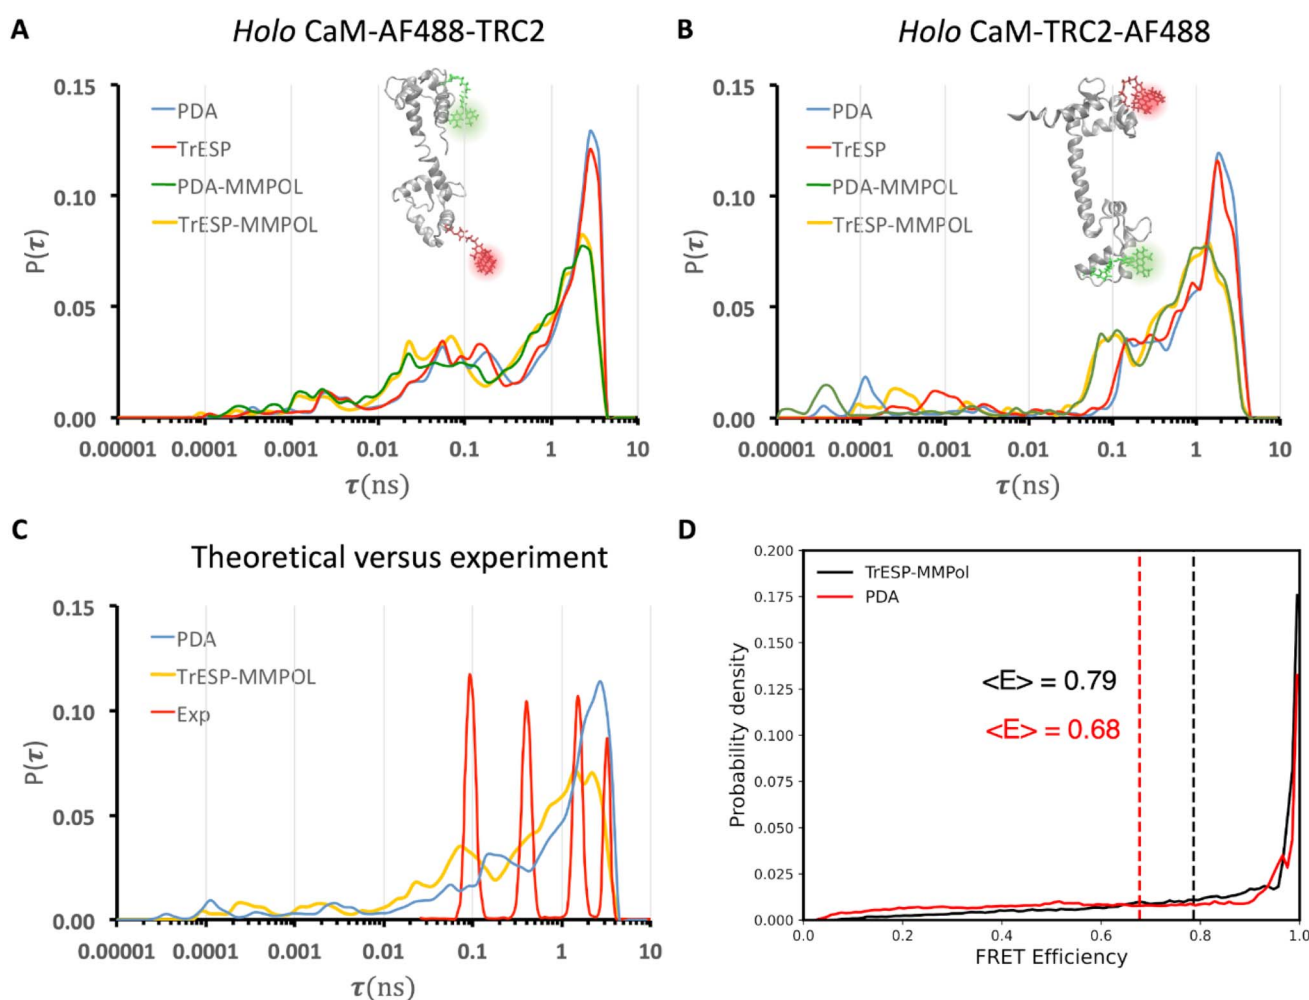 A
Holo CaM-AF488-TRC2
0.15
0.10
0.05
0.00
P(τ)
PDA
TrESP
PDA-MMPOL
TrESP-MMPOL
0.00001 0.0001 0.001 0.01 0.1 1 10
τ(ns)
B
Holo CaM-TRC2-AF488
0.15
0.10
0.05
0.00
P(τ)
PDA
TrESP
PDA-MMPOL
TrESP-MMPOL
0.00001 0.0001 0.001 0.01 0.1 1 10
τ(ns)
C
Theoretical versus experiment
0.15
0.10
0.05
0.00
P(τ)
PDA
TrESP-MMPOL
Exp
0.00001 0.0001 0.001 0.01 0.1 1 10
τ(ns)
D
0.200
0.175
0.150
0.125
0.100
0.075
0.050
0.025
0.000
Probability density
TrESP-MMPol
PDA
<E> = 0.79
<E> = 0.68
0.0 0.2 0.4 0.6 0.8 1.0
FRET Efficiency